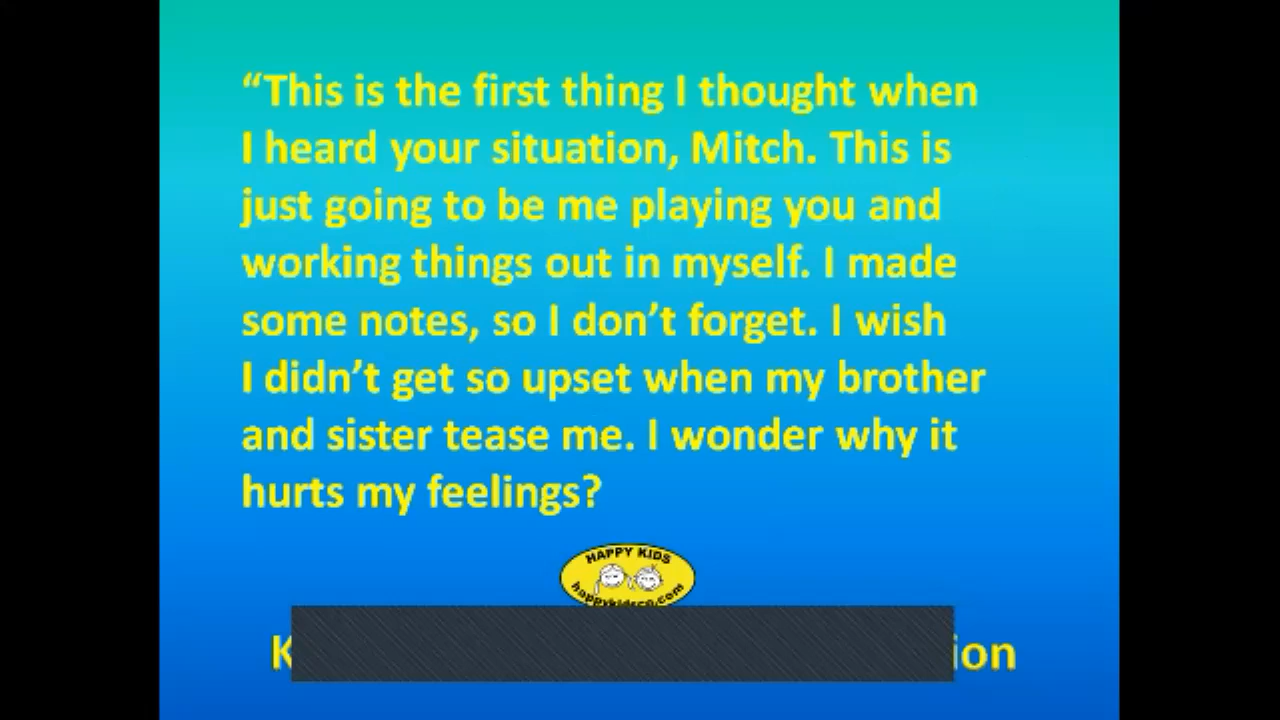 “This is the first thing I thought when
I heard your situation, Mitch. This is
just going to be me playing you and
working things out in myself. I made
some notes, so I don’t forget. I wish
I didn’t get so upset when my brother
and sister tease me. I wonder why it
hurts my feelings?
HAPPY KIDS